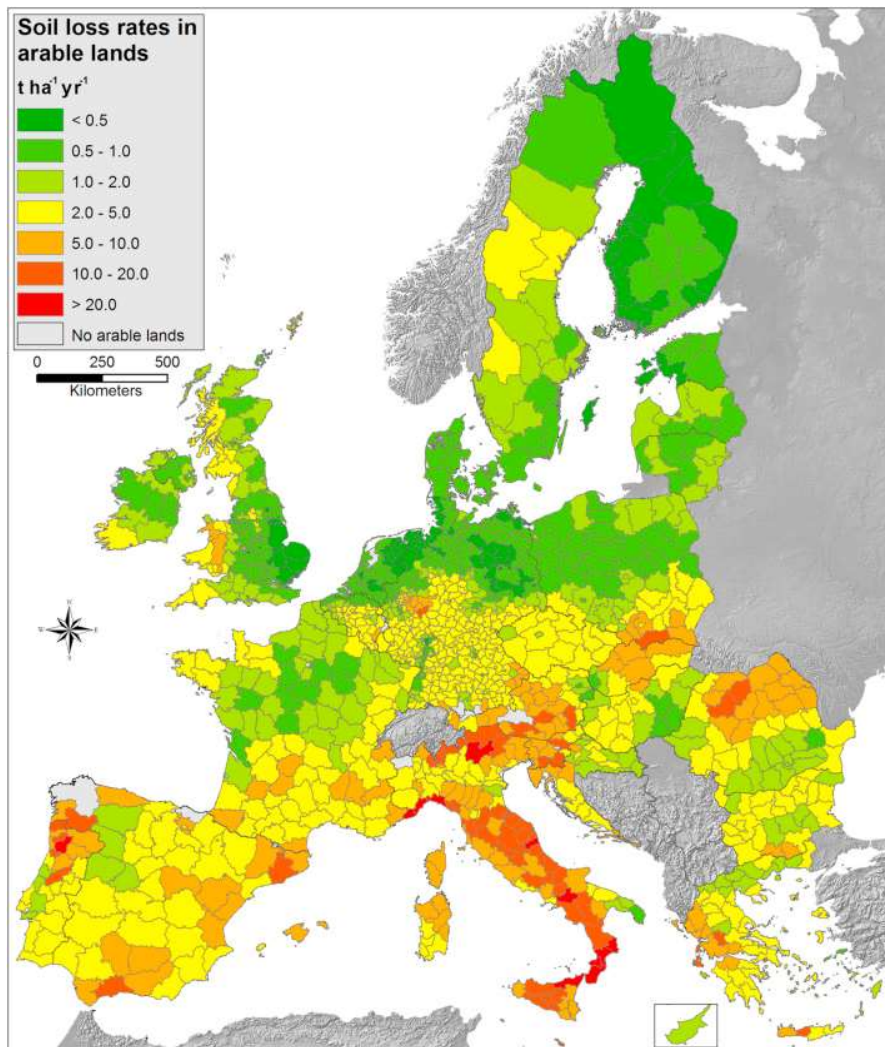 Soil loss rates in
arable lands
t ha-1 yr-1
< 0.5
0.5 - 1.0
1.0 - 2.0
2.0 - 5.0
5.0 - 10.0
10.0 - 20.0
> 20.0
No arable lands
0 250 500
Kilometers
N
W E
S